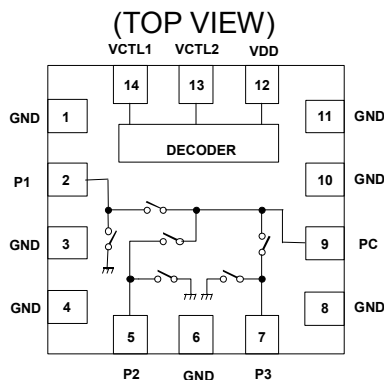 (TOP VIEW)
VCTL1 VCTL2 VDD
14 13 12
GND 1 11 GND
DECODER
P1 2 10 GND
GND 3 9 PC
GND 4 8 GND
5 6 7
P2 GND P3